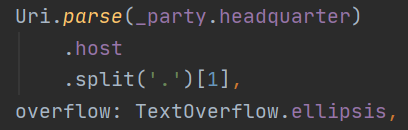 Uri.parse(_party.headquarter)
.host
.split('.')[1],
overflow: TextOverflow.ellipsis,